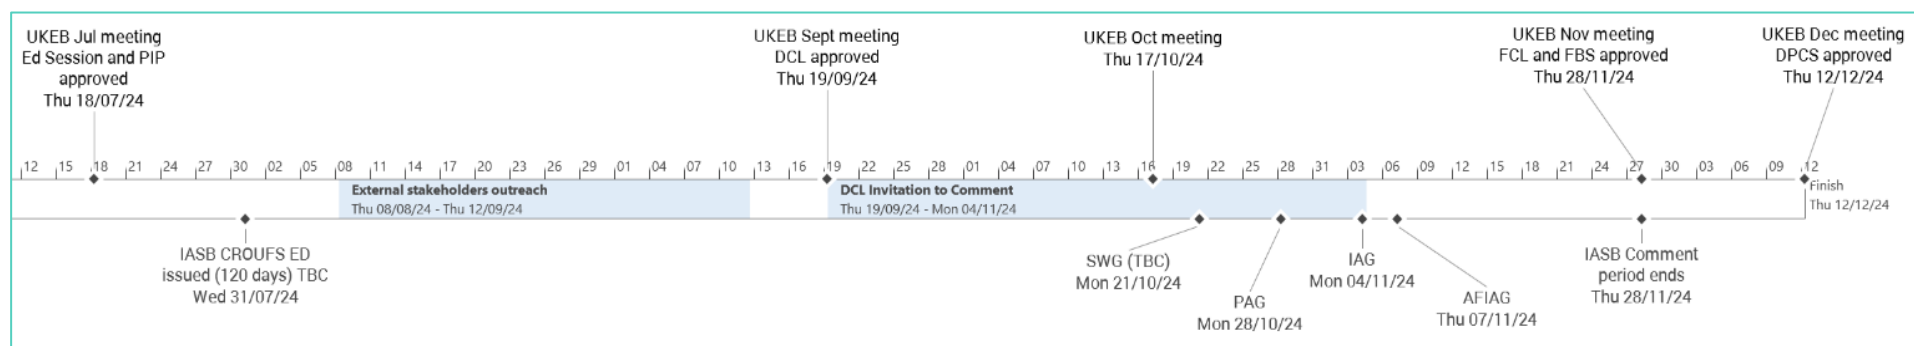 UKEB Jul meeting
Ed Session and PIP
approved
Thu 18/07/24
UKEB Sept meeting
DCL approved
Thu 19/09/24
UKEB Oct meeting
Thu 17/10/24
UKEB Nov meeting
FCL and FBS approved
Thu 28/11/24
UKEB Dec meeting
DPCS approved
Thu 12/12/24
12 15 18 21 24 27 30 02 05 08 11 14 17 20 23 26 29 01 04 07 10 13 16 19 22 25 28 01 04 07 10 13 16 19 22 25 28 31 03 06 09 12 15 18 21 24 27 30 03 06 09 12
External stakeholders outreach
Thu 08/08/24 - Thu 12/09/24
DCL Invitation to Comment
Thu 19/09/24 - Mon 04/11/24
Finish
Thu 12/12/24
IASB CROUFS ED
issued (120 days) TBC
Wed 31/07/24
SWG (TBC)
Mon 21/10/24
PAG
Mon 28/10/24
IAG
Mon 04/11/24
AFIAG
Thu 07/11/24
IASB Comment
period ends
Thu 28/11/24